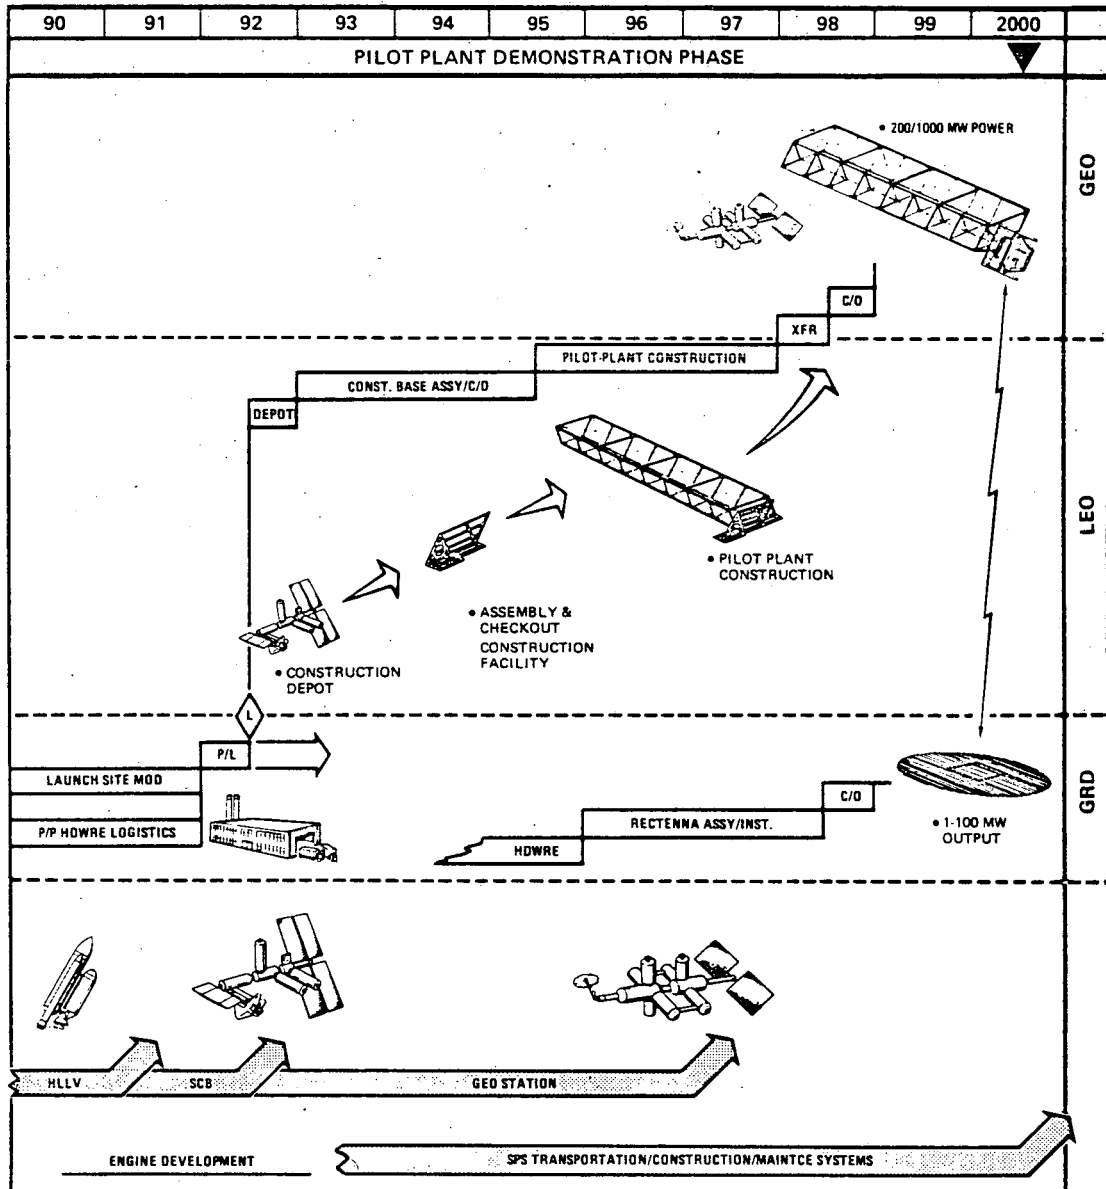 90 91 92 93 94 95 96 97 98 99 2000
PILOT PLANT DEMONSTRATION PHASE
• 200/1000 MW POWER
GEO
C/O
XFR
PILOT-PLANT CONSTRUCTION
CONST. BASE ASSY/C/O
DEPOT
LEO
• PILOT PLANT
CONSTRUCTION
• ASSEMBLY &
CHECKOUT
CONSTRUCTION
FACILITY
• CONSTRUCTION
DEPOT
L
P/L
LAUNCH SITE MOD
P/P HDWRE LOGISTICS
GRD
C/O
RECTENNA ASSY/INST.
HDWRE
• 1-100 MW
OUTPUT
HLLV
SCB
GEO STATION
ENGINE DEVELOPMENT
SPS TRANSPORTATION/CONSTRUCTION/MAINTCE SYSTEMS